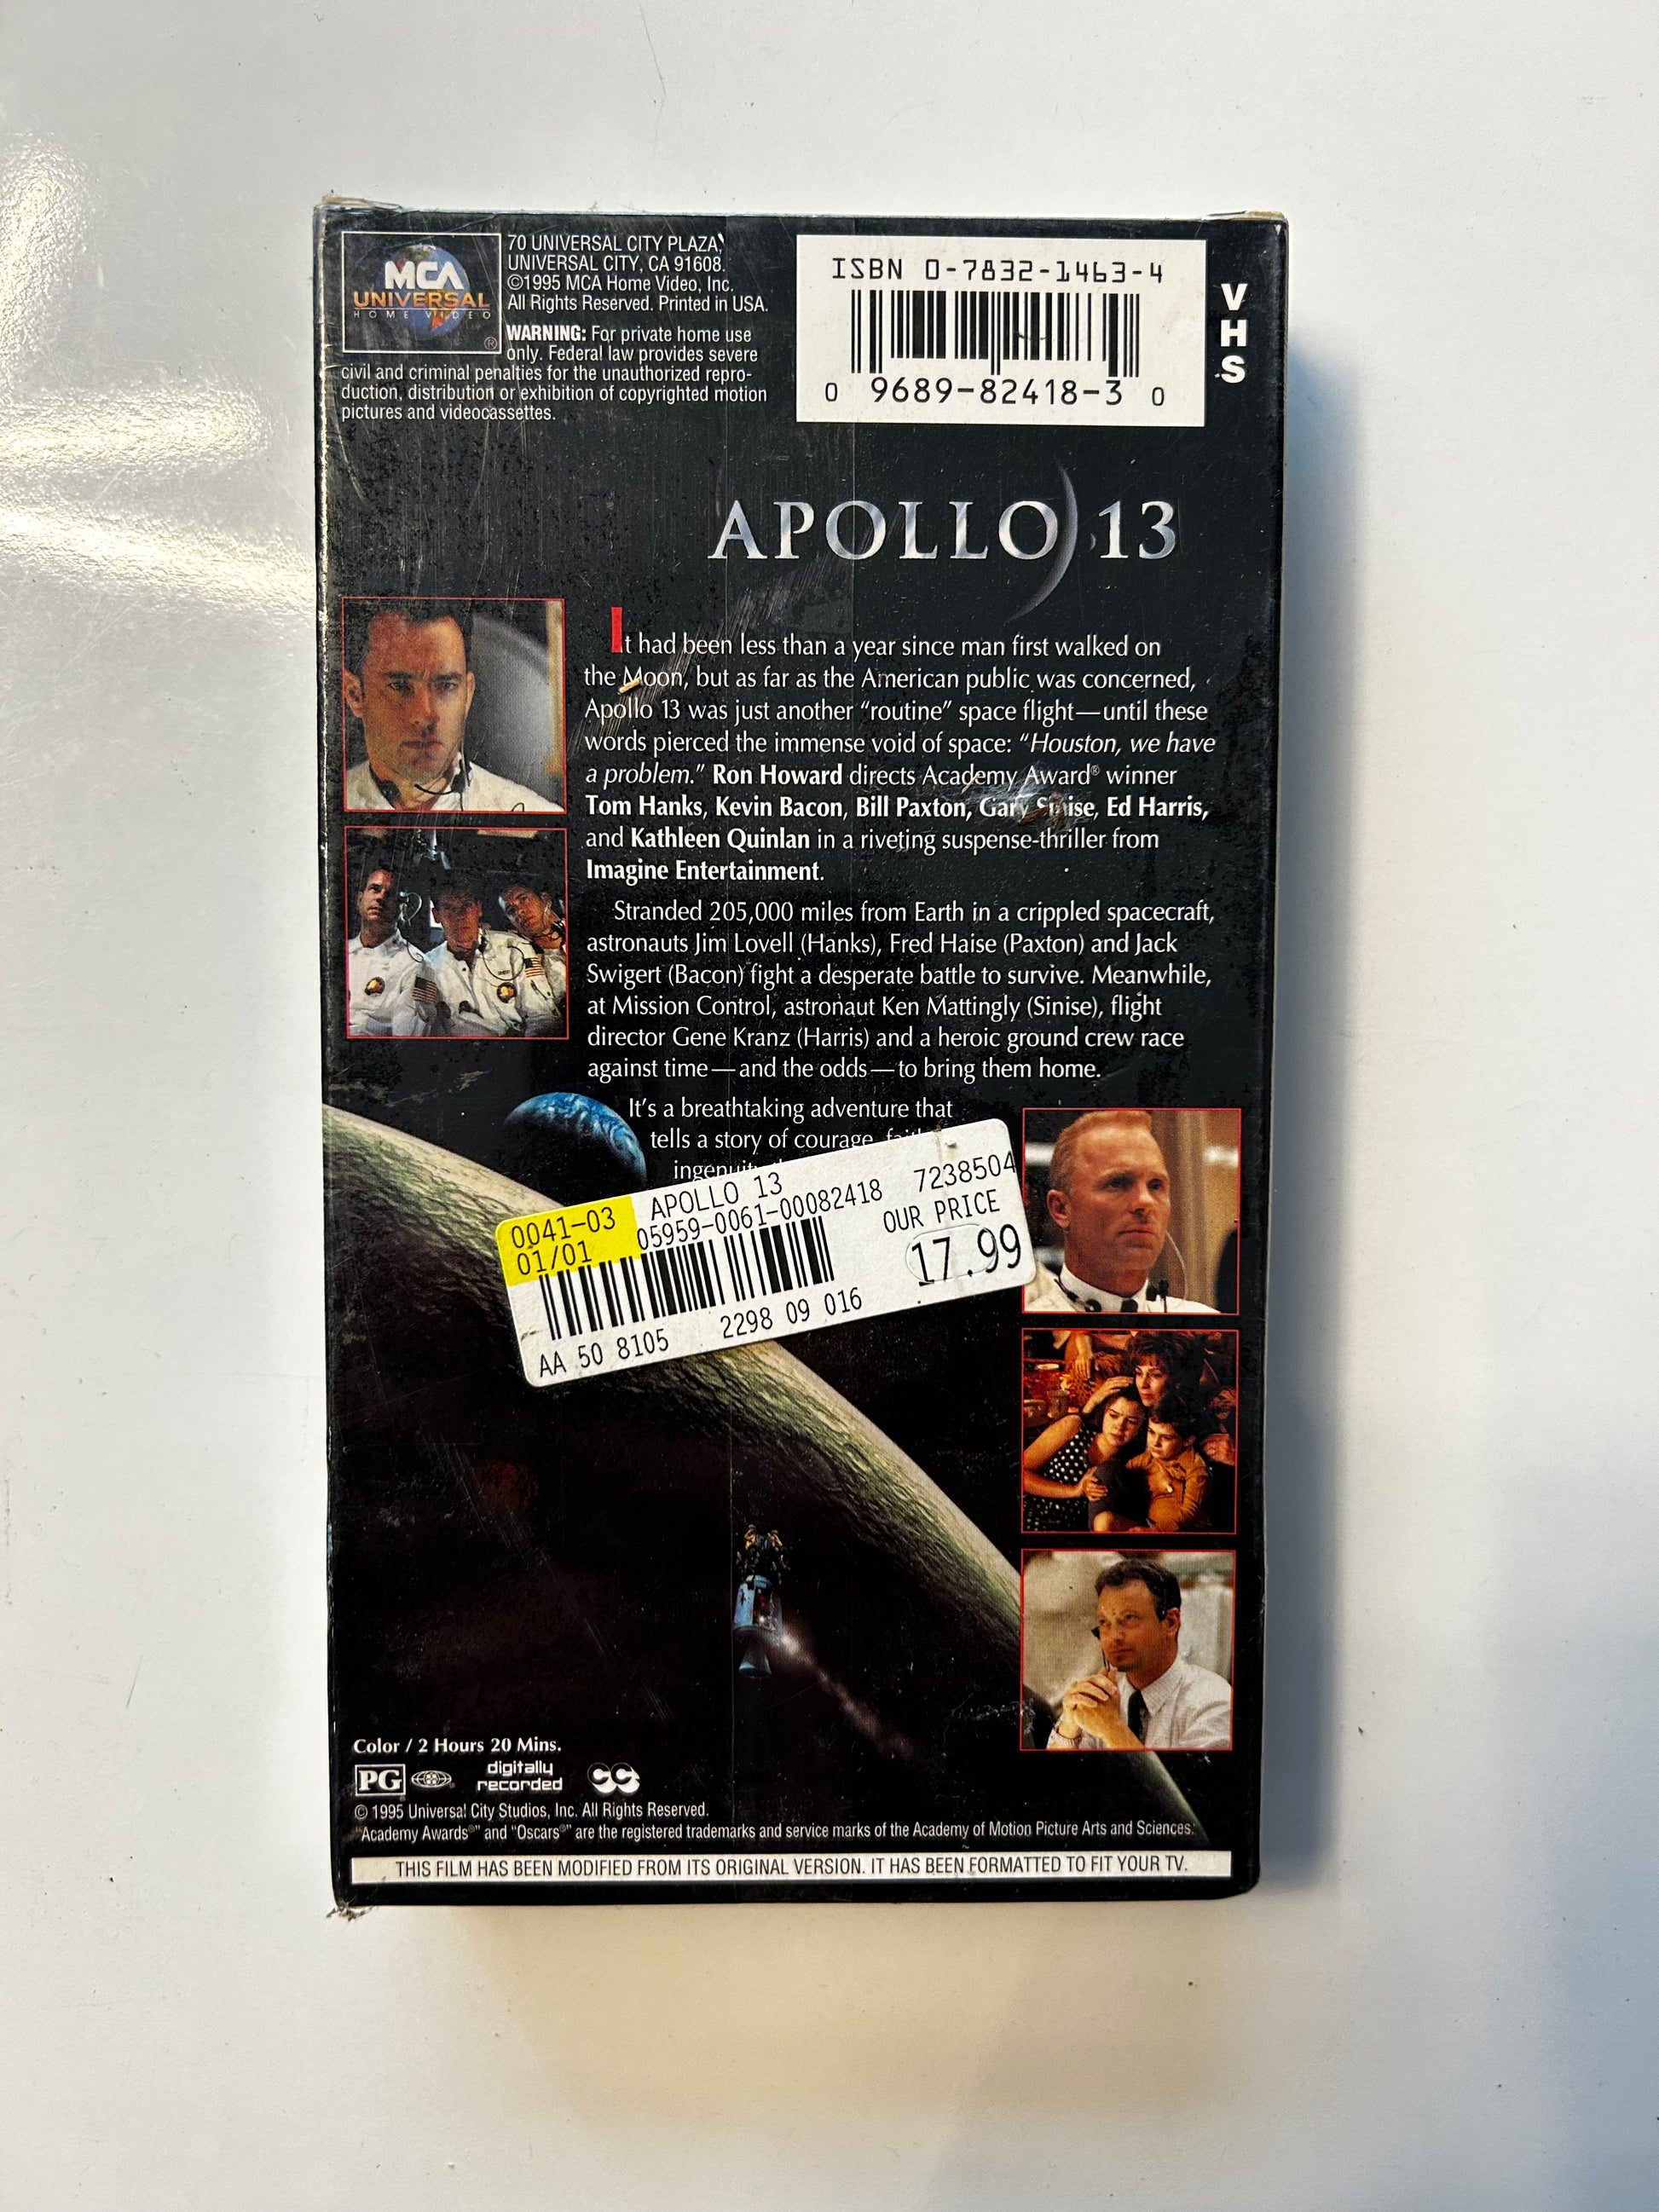 MCA
UNIVERSAL
HOME VIDEO
®
70 UNIVERSAL CITY PLAZA,
UNIVERSAL CITY, CA 91608.
©1995 MCA Home Video, Inc.
All Rights Reserved. Printed in USA.
WARNING: For private home use
only. Federal law provides severe
civil and criminal penalties for the unauthorized repro-
duction, distribution or exhibition of copyrighted motion
pictures and videocassettes.
ISBN 0-7832-1463-4
0 9689-82418-3 0
VHS
APOLLO 13
It had been less than a year since man first walked on
the Moon, but as far as the American public was concerned,
Apollo 13 was just another “routine” space flight—until these
words pierced the immense void of space: “Houston, we have
a problem.” Ron Howard directs Academy Award® winner
Tom Hanks, Kevin Bacon, Bill Paxton, Gary Sinise, Ed Harris,
and Kathleen Quinlan in a riveting suspense-thriller from
Imagine Entertainment.
Stranded 205,000 miles from Earth in a crippled spacecraft,
astronauts Jim Lovell (Hanks), Fred Haise (Paxton) and Jack
Swigert (Bacon) fight a desperate battle to survive. Meanwhile,
at Mission Control, astronaut Ken Mattingly (Sinise), flight
director Gene Kranz (Harris) and a heroic ground crew race
against time—and the odds—to bring them home.
It’s a breathtaking adventure that
tells a story of courage,
0041-03
01/01
APOLLO 13
05959-0061-00082418
7238504
OUR PRICE
17.99
AA 50 8105 2298 09 016
Color / 2 Hours 20 Mins.
PG
digitally
recorded
CC
© 1995 Universal City Studios, Inc. All Rights Reserved.
“Academy Awards®” and “Oscars®” are the registered trademarks and service marks of the Academy of Motion Picture Arts and Sciences.
THIS FILM HAS BEEN MODIFIED FROM ITS ORIGINAL VERSION. IT HAS BEEN FORMATTED TO FIT YOUR TV.